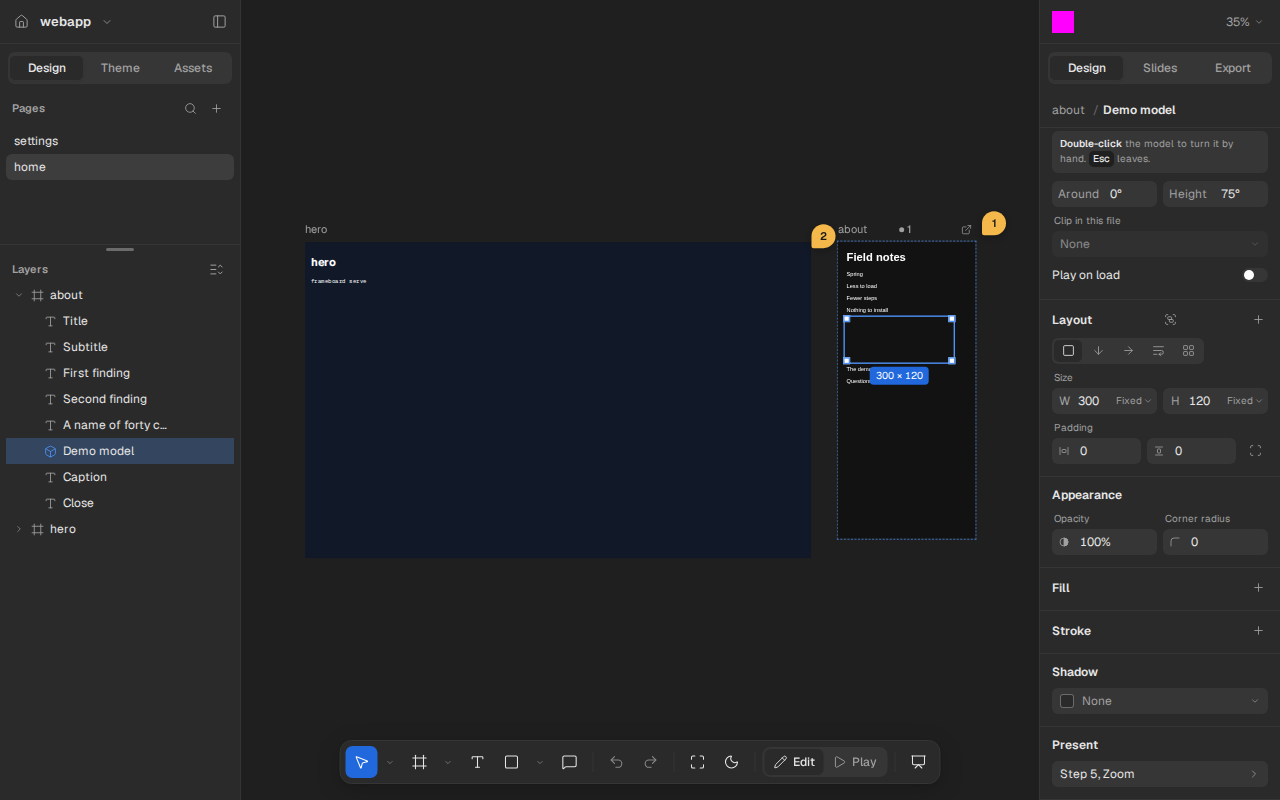 webapp
Design
Theme
Assets
Pages
settings
home
Layers
about
Title
Subtitle
First finding
Second finding
A name of forty c…
Demo model
Caption
Close
hero
hero
hero
frameboard serve
2
about
1
1
Field notes
Spring
Less to load
Fewer steps
Nothing to install
300 × 120
Edit
Play
35%
Design
Slides
Export
about / Demo model
Double-click the model to turn it by
hand. Esc leaves.
Around 0°
Height 75°
Clip in this file
None
Play on load
Layout
Size
W 300 Fixed
H 120 Fixed
Padding
0
0
Appearance
Opacity
Corner radius
100%
0
Fill
Stroke
Shadow
None
Present
Step 5, Zoom